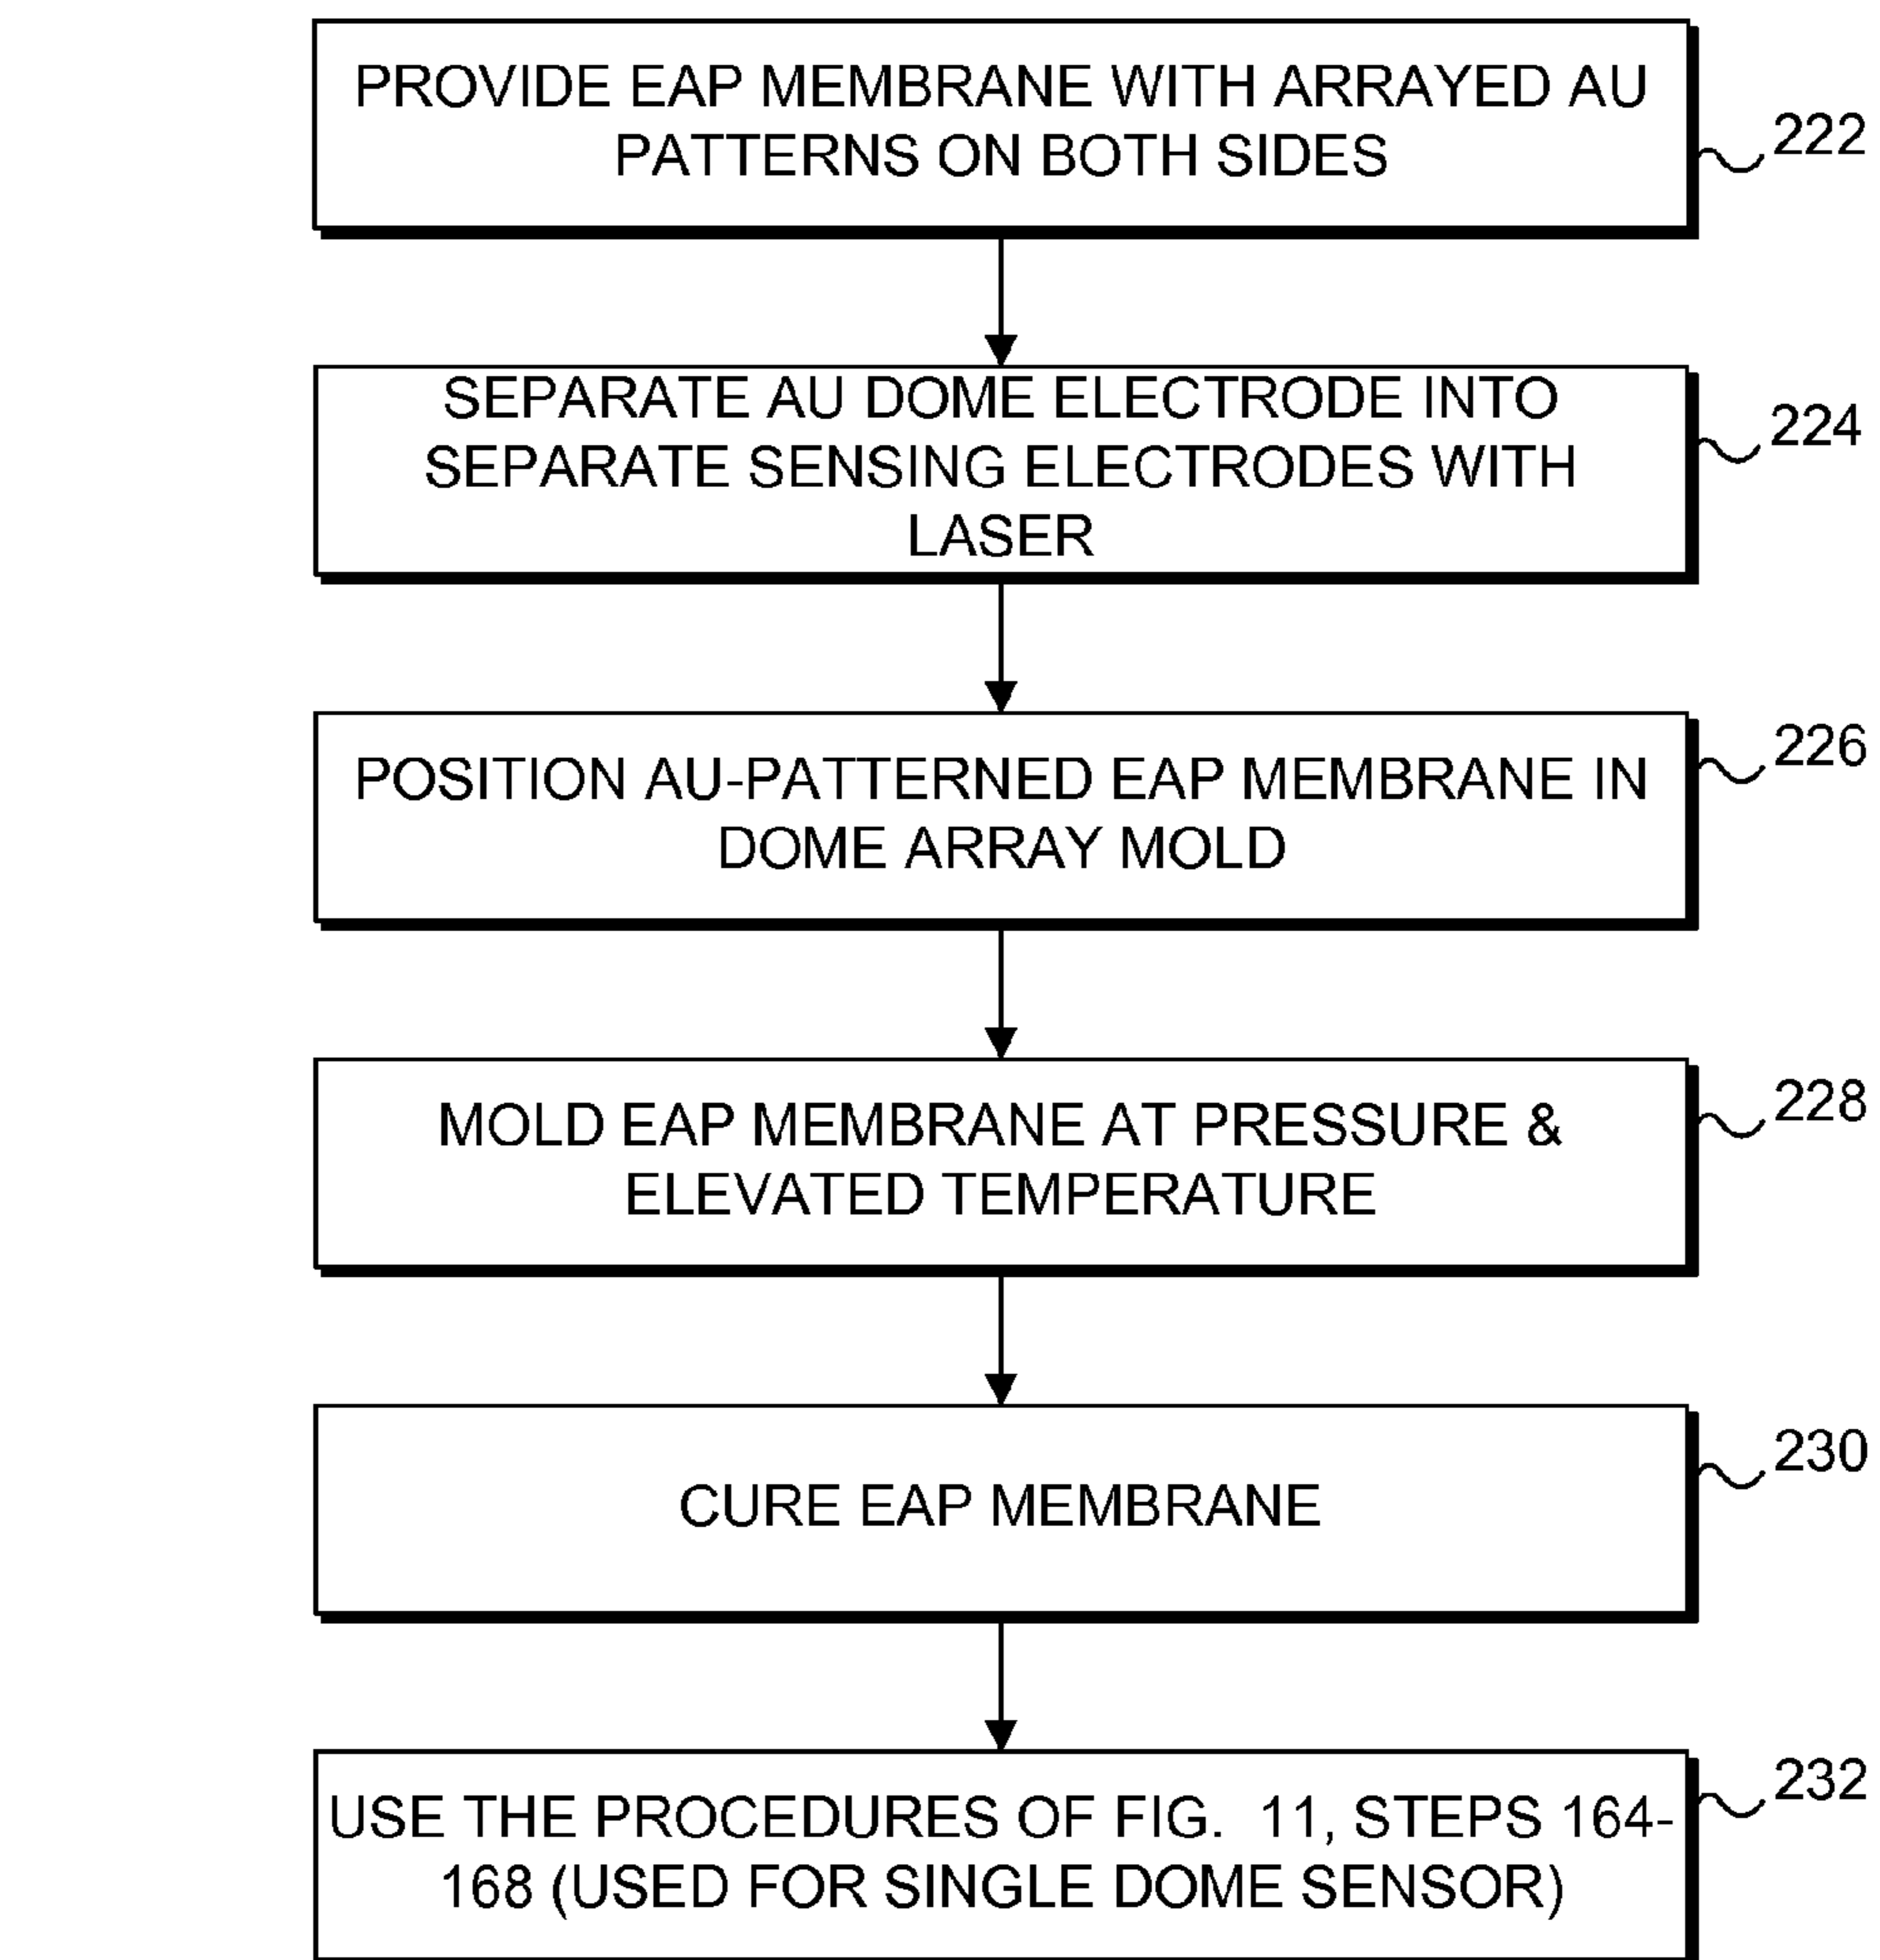 PROVIDE EAP MEMBRANE WITH ARRAYED AU
PATTERNS ON BOTH SIDES
222
SEPARATE AU DOME ELECTRODE INTO
SEPARATE SENSING ELECTRODES WITH
LASER
224
POSITION AU-PATTERNED EAP MEMBRANE IN
DOME ARRAY MOLD
226
MOLD EAP MEMBRANE AT PRESSURE &
ELEVATED TEMPERATURE
228
CURE EAP MEMBRANE
230
USE THE PROCEDURES OF FIG. 11, STEPS 164-
168 (USED FOR SINGLE DOME SENSOR)
232